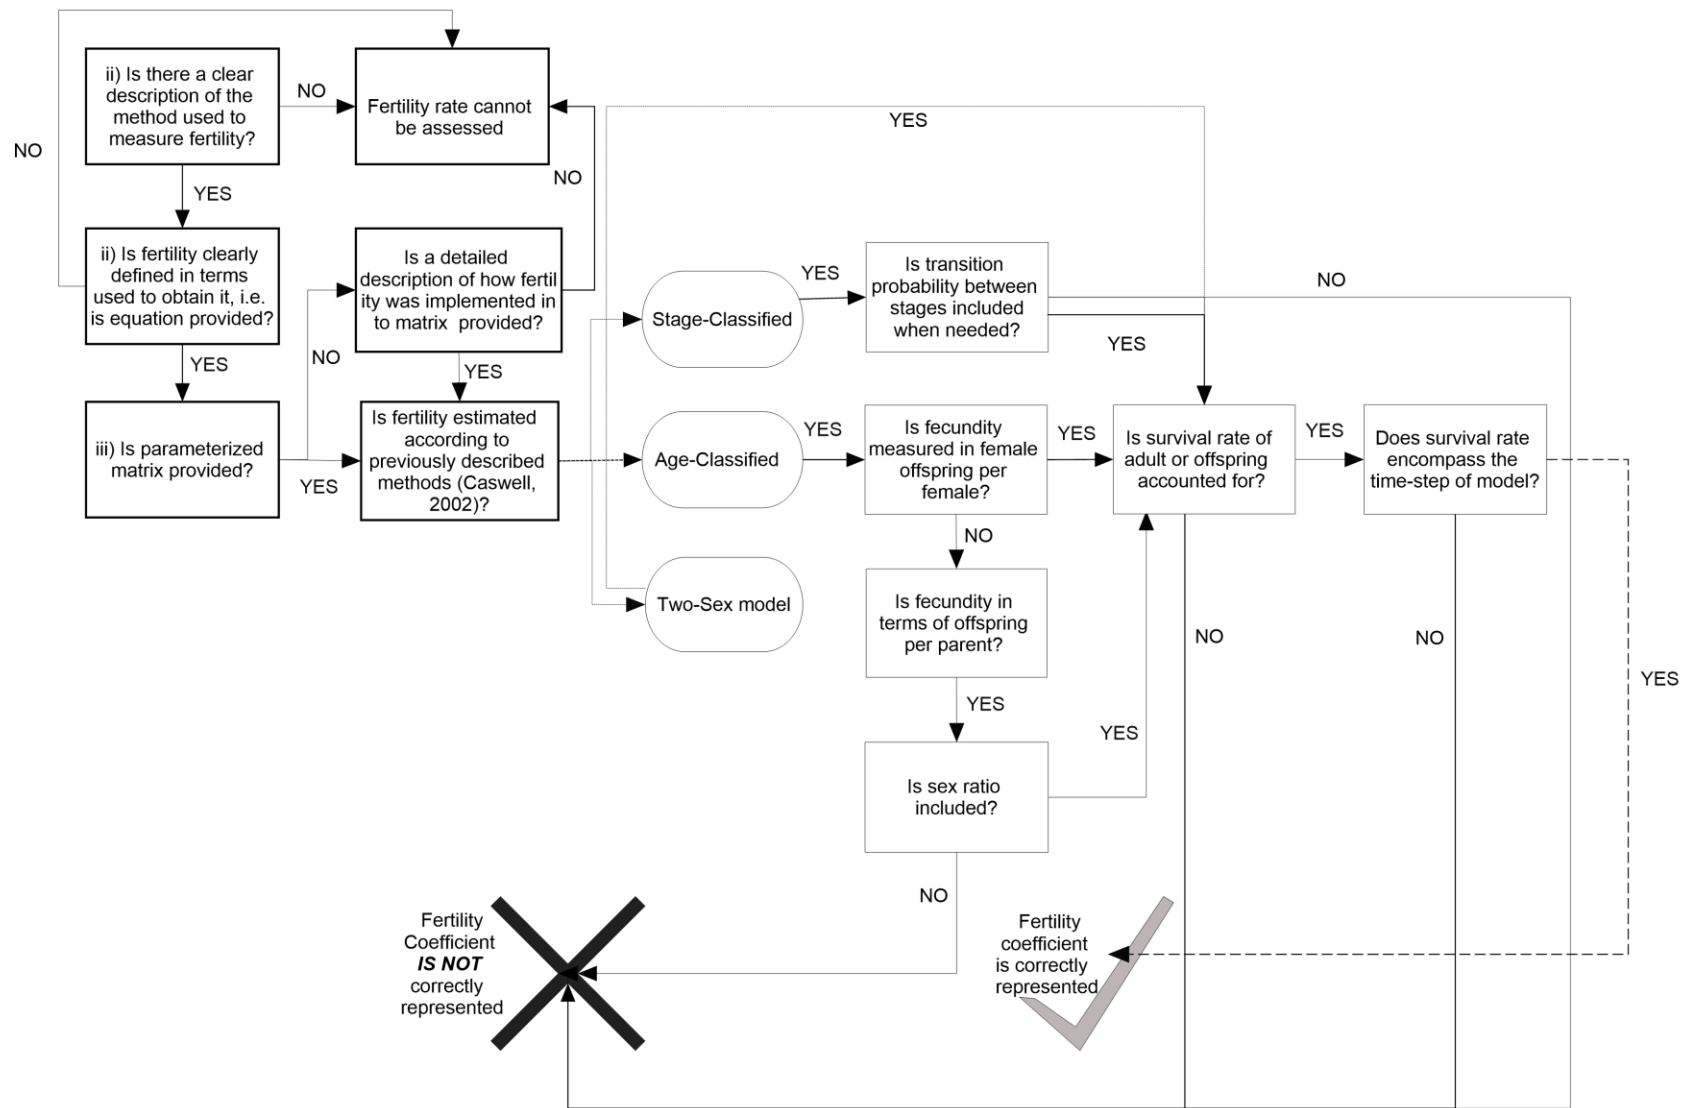 ii) Is there a clear
description of the
method used to
measure fertility?
NO
Fertility rate cannot
be assessed
NO
YES
NO
YES
ii) Is fertility clearly
defined in terms
used to obtain it, i.e.
is equation provided?
Is a detailed
description of how fertil
ity was implemented in
to matrix provided?
YES
NO
YES
iii) Is parameterized
matrix provided?
YES
Is fertility estimated
according to
previously described
methods (Caswell,
2002)?
Stage-Classified
YES
Is transition
probability between
stages included
when needed?
NO
YES
Age-Classified
YES
Is fecundity
measured in female
offspring per
female?
YES
Is survival rate of
adult or offspring
accounted for?
YES
Does survival rate
encompass the
time-step of model?
NO
Two-Sex model
Is fecundity in
terms of offspring
per parent?
NO
NO
YES
YES
YES
Is sex ratio
included?
NO
Fertility
Coefficient
IS NOT
correctly
represented
Fertility
coefficient
is correctly
represented